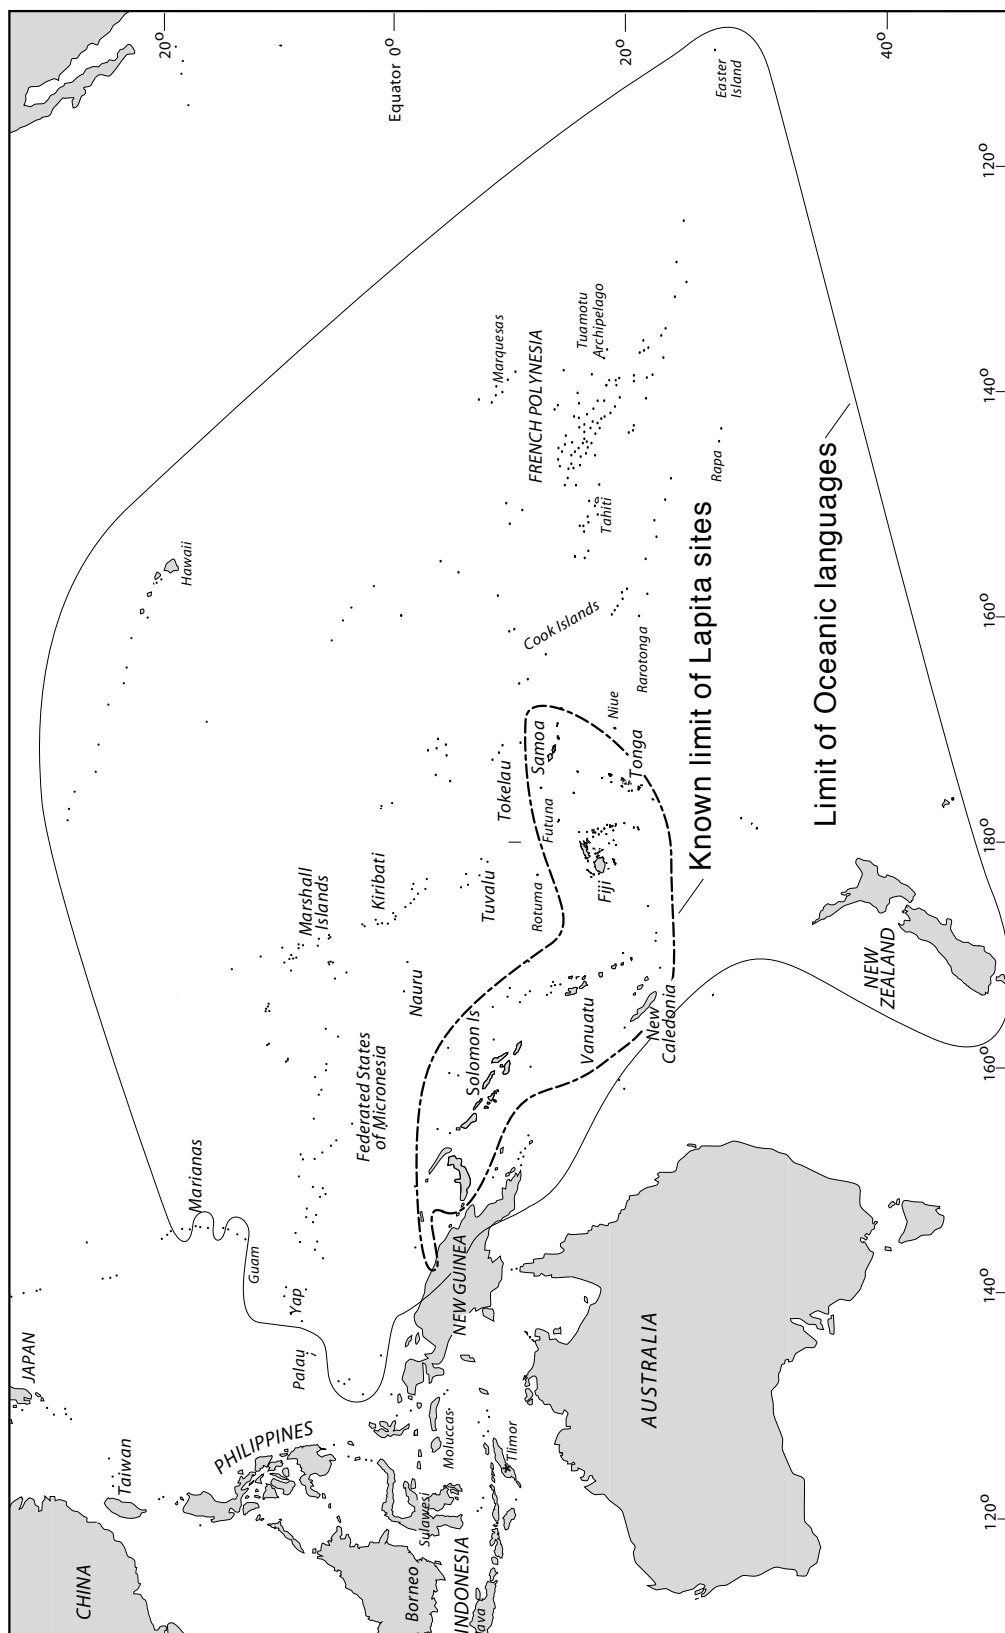 CHINA
JAPAN
Taiwan
PHILIPPINES
Palau
Yap
Guam
Marianas
Borneo
Sulawesi
INDONESIA
Java
Moluccas
TIimor
NEW GUINEA
AUSTRALIA
Federated States
of Micronesia
Marshall
Islands
Nauru
Kiribati
Solomon Is
Vanuatu
New
Caledonia
Tuvalu
Rotuma
Tokelau
Futuna
Fiji
Samoa
Tonga
Niue
NEW
ZEALAND
Hawaii
Cook Islands
Rarotonga
Tahiti
FRENCH POLYNESIA
Marquesas
Tuamotu
Archipelago
Rapa
Easter
Island
Known limit of Lapita sites
Limit of Oceanic languages
20°
Equator 0°
20°
40°
120°
140°
160°
180°
160°
140°
120°